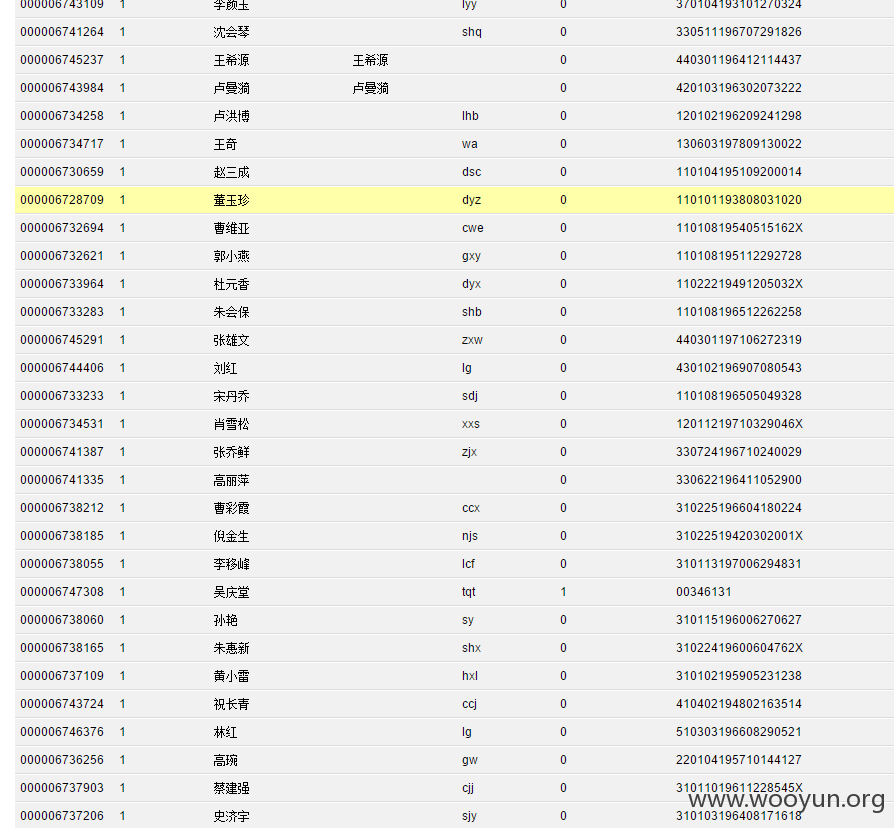 000006743109 1 李颜玉 lyy 0 370104193101270324
000006741264 1 沈会琴 shq 0 330511196707291826
000006745237 1 王希源 王希源 0 440301196412114437
000006743984 1 卢曼漪 卢曼漪 0 420103196302073222
000006734258 1 卢洪博 lhb 0 120102196209241298
000006734717 1 王奇 wa 0 130603197809130022
000006730659 1 赵三成 dsc 0 110104195109200014
000006728709 1 董玉珍 dyz 0 110101193808031020
000006732694 1 曹维亚 cwe 0 11010819540515162X
000006732621 1 郭小燕 gxy 0 110108195112292728
000006733964 1 杜元香 dyx 0 11022219491205032X
000006733283 1 朱会保 shb 0 110108196512262258
000006745291 1 张雄文 zxw 0 440301197106272319
000006744406 1 刘红 lg 0 430102196907080543
000006733233 1 宋丹乔 sdj 0 110108196505049328
000006734531 1 肖雪松 xxs 0 12011219710329046X
000006741387 1 张乔鲜 zjx 0 330724196710240029
000006741335 1 高丽萍 0 330622196411052900
000006738212 1 曹彩霞 ccx 0 310225196604180224
000006738185 1 倪金生 njs 0 31022519420302001X
000006738055 1 李移峰 lcf 0 310113197006294831
000006747308 1 吴庆堂 tqt 1 00346131
000006738060 1 孙艳 sy 0 310115196006270627
000006738165 1 朱惠新 shx 0 31022419600604762X
000006737109 1 黄小雷 hxl 0 310102195905231238
000006743724 1 祝长青 ccj 0 410402194802163514
000006746376 1 林红 lg 0 510303196608290521
000006736256 1 高琬 gw 0 220104195710144127
000006737903 1 蔡建强 cjj 0 31011019611228545X
000006737206 1 史济宇 sjy 0 310103196408171618
www.wooyun.org